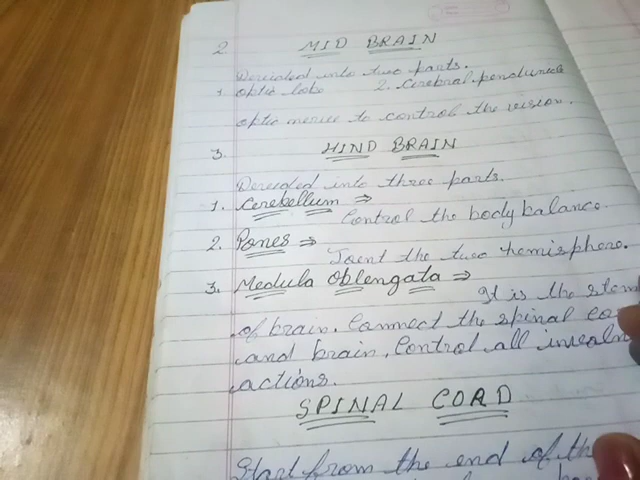 2. MID BRAIN
Devided into two parts.
1 optic lobe 2. Cerebral penduncle
optic nerve to control the vision.
3. HIND BRAIN
Devided into three parts.
1. Cerebellum ⇒
Control the body balance.
2. Pones ⇒
Joint the two hemisphere.
3. Medula Oblengata ⇒
It is the stem
of brain. Connect the spinal co
and brain. Control all
actions.
SPINAL CORD
Start from the end of the